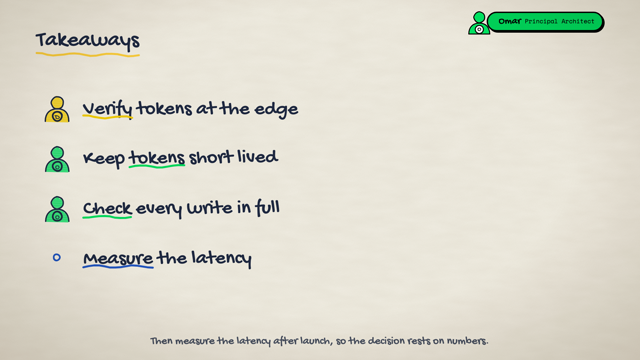 Omar Principal Architect
Takeaways
Verify tokens at the edge
Keep tokens short lived
Check every write in full
Measure the latency
Then measure the latency after launch, so the decision rests on numbers.